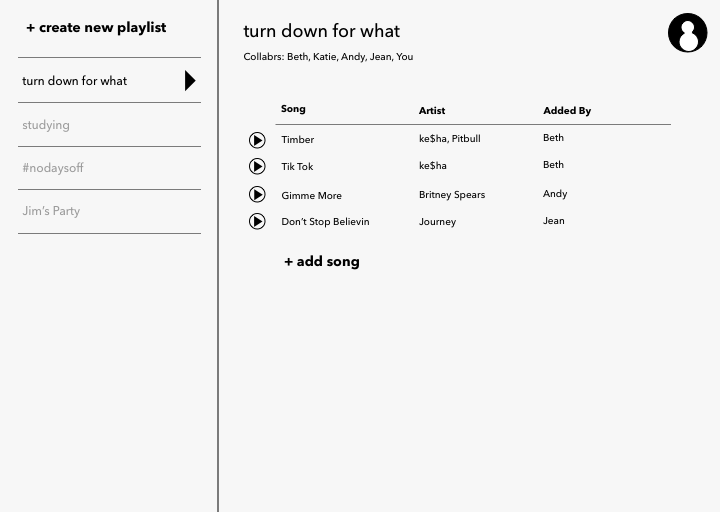 + create new playlist
turn down for what
studying
#nodaysoff
Jim's Party
turn down for what
Collabrs: Beth, Katie, Andy, Jean, You
Song Artist Added By
Timber ke$ha, Pitbull Beth
Tik Tok ke$ha Beth
Gimme More Britney Spears Andy
Don't Stop Believin Journey Jean
+ add song